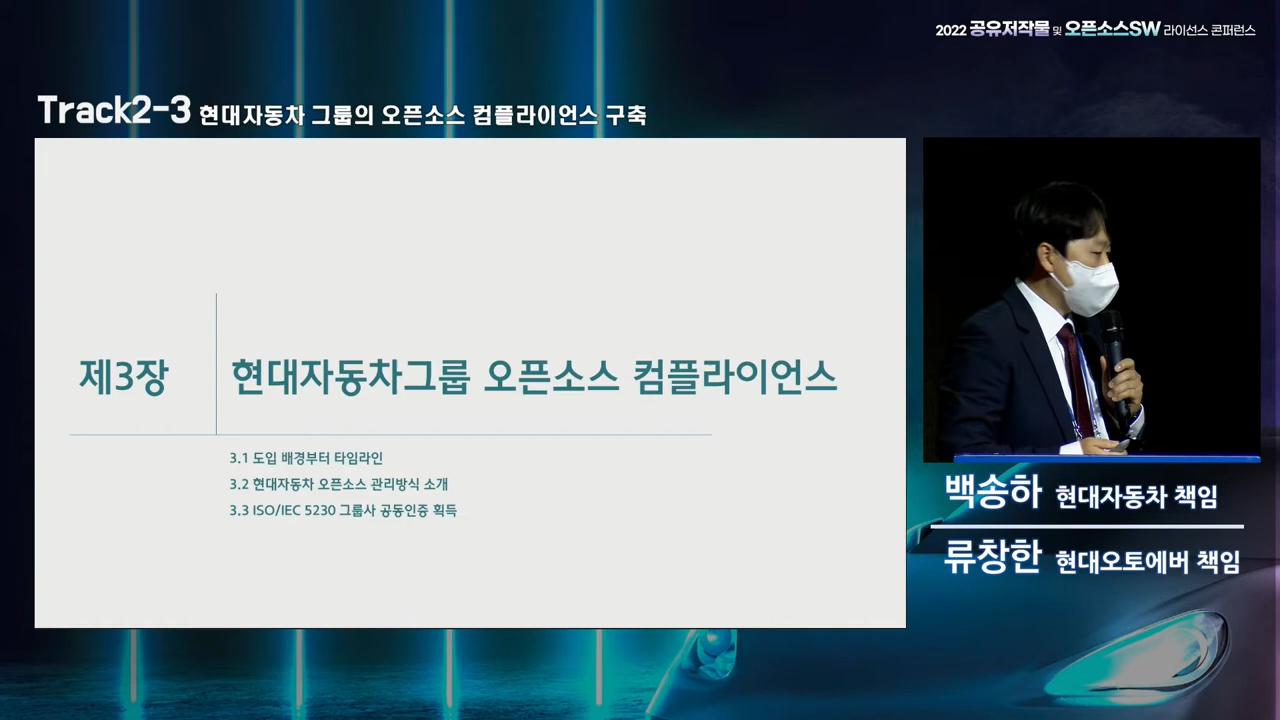 2022 공유저작물 및 오픈소스SW 라이선스 콘퍼런스
Track2-3 현대자동차 그룹의 오픈소스 컴플라이언스 구축
제3장
현대자동차그룹 오픈소스 컴플라이언스
3.1 도입 배경부터 타임라인
3.2 현대자동차 오픈소스 관리방식 소개
3.3 ISO/IEC 5230 그룹사 공동인증 획득
백송하 현대자동차 책임
류창한 현대오토에버 책임